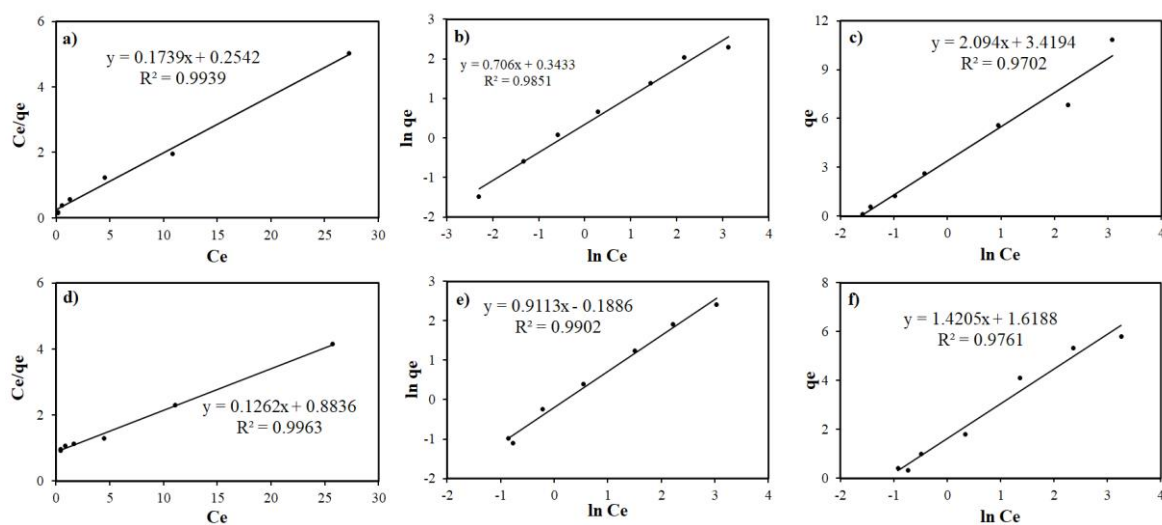 a)
y = 0.1739x + 0.2542
R² = 0.9939
Ce/qe
6
4
2
0
0 5 10 15 20 25 30
Ce
b)
y = 0.706x + 0.3433
R² = 0.9851
ln qe
3
2
1
0
-1
-2
-3 -2 -1 0 1 2 3 4
ln Ce
c)
y = 2.094x + 3.4194
R² = 0.9702
qe
12
9
6
3
0
-2 -1 0 1 2 3 4
ln Ce
d)
y = 0.1262x + 0.8836
R² = 0.9963
Ce/qe
6
4
2
0
0 5 10 15 20 25 30
Ce
e)
y = 0.9113x - 0.1886
R² = 0.9902
ln qe
3
2
1
0
-1
-2
-2 -1 0 1 2 3 4
ln Ce
f)
y = 1.4205x + 1.6188
R² = 0.9761
qe
8
6
4
2
0
-2 -1 0 1 2 3 4
ln Ce